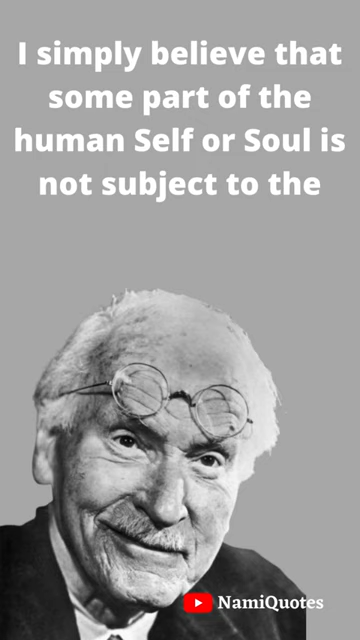 I simply believe that
some part of the
human Self or Soul is
not subject to the
NamiQuotes